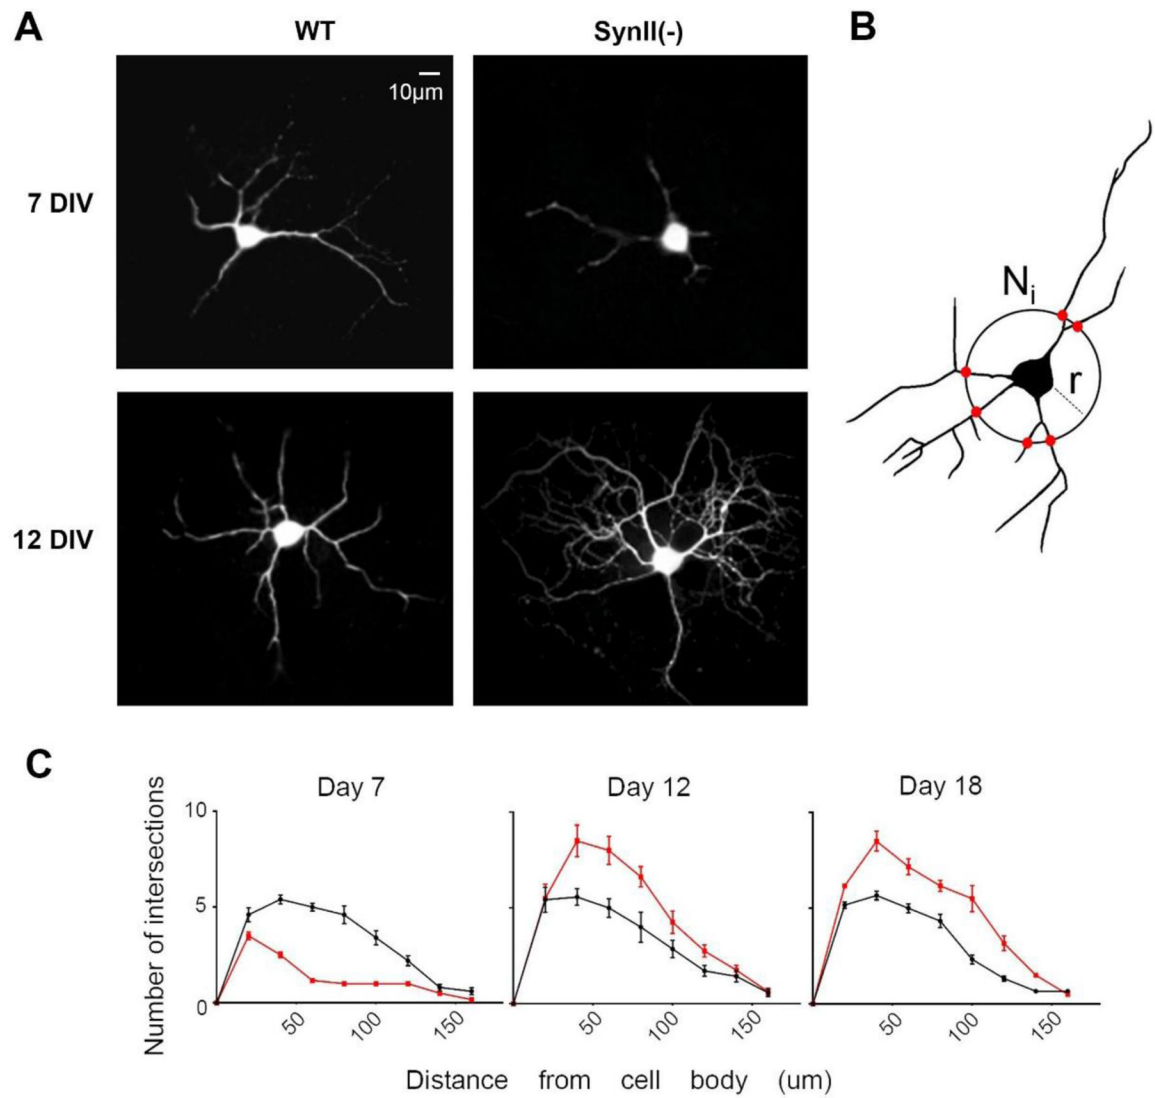 A
WT
SynII(-)
B
10µm
7 DIV
12 DIV
Ni
r
C
Day 7
Day 12
Day 18
Number of intersections
10
5
0
50
100
150
50
100
150
50
100
150
Distance from cell body (um)